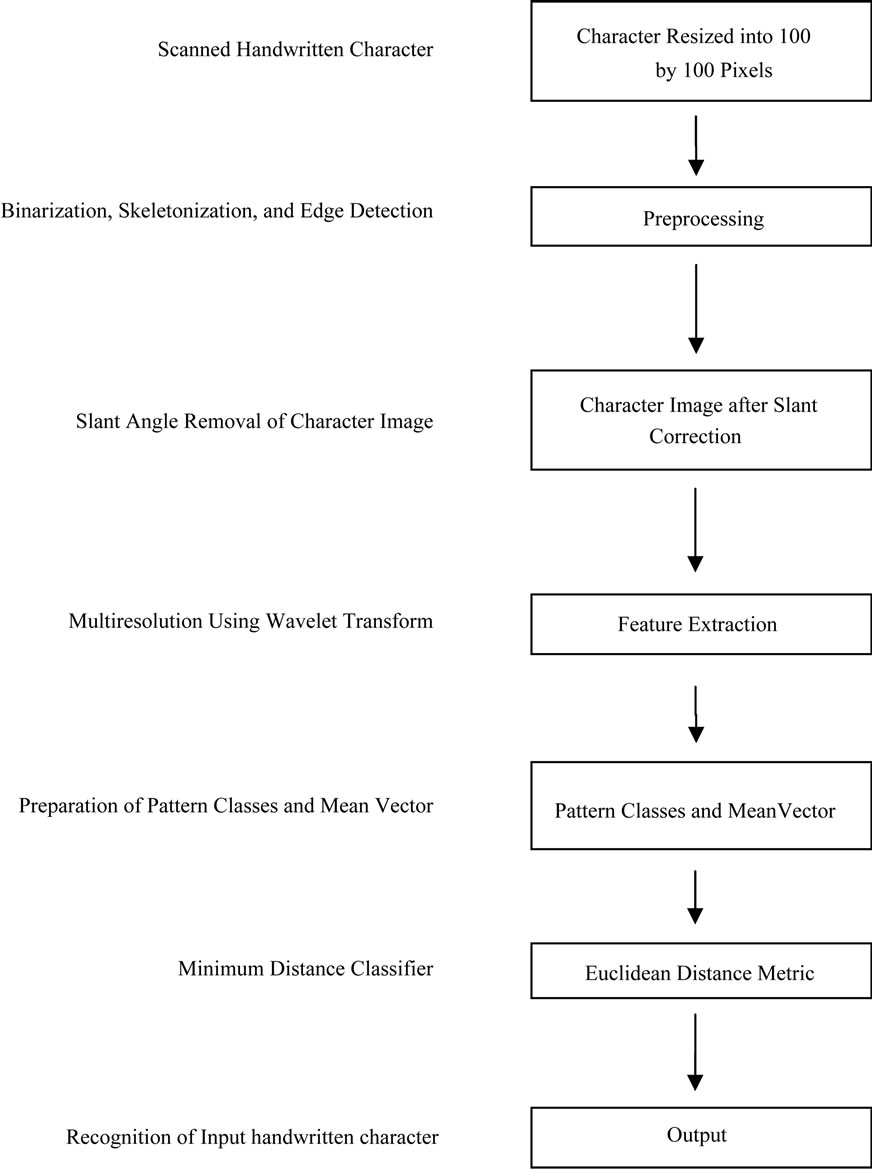 Scanned Handwritten Character
Character Resized into 100
by 100 Pixels
Binarization, Skeletonization, and Edge Detection
Preprocessing
Slant Angle Removal of Character Image
Character Image after Slant
Correction
Multiresolution Using Wavelet Transform
Feature Extraction
Preparation of Pattern Classes and Mean Vector
Pattern Classes and MeanVector
Minimum Distance Classifier
Euclidean Distance Metric
Recognition of Input handwritten character
Output